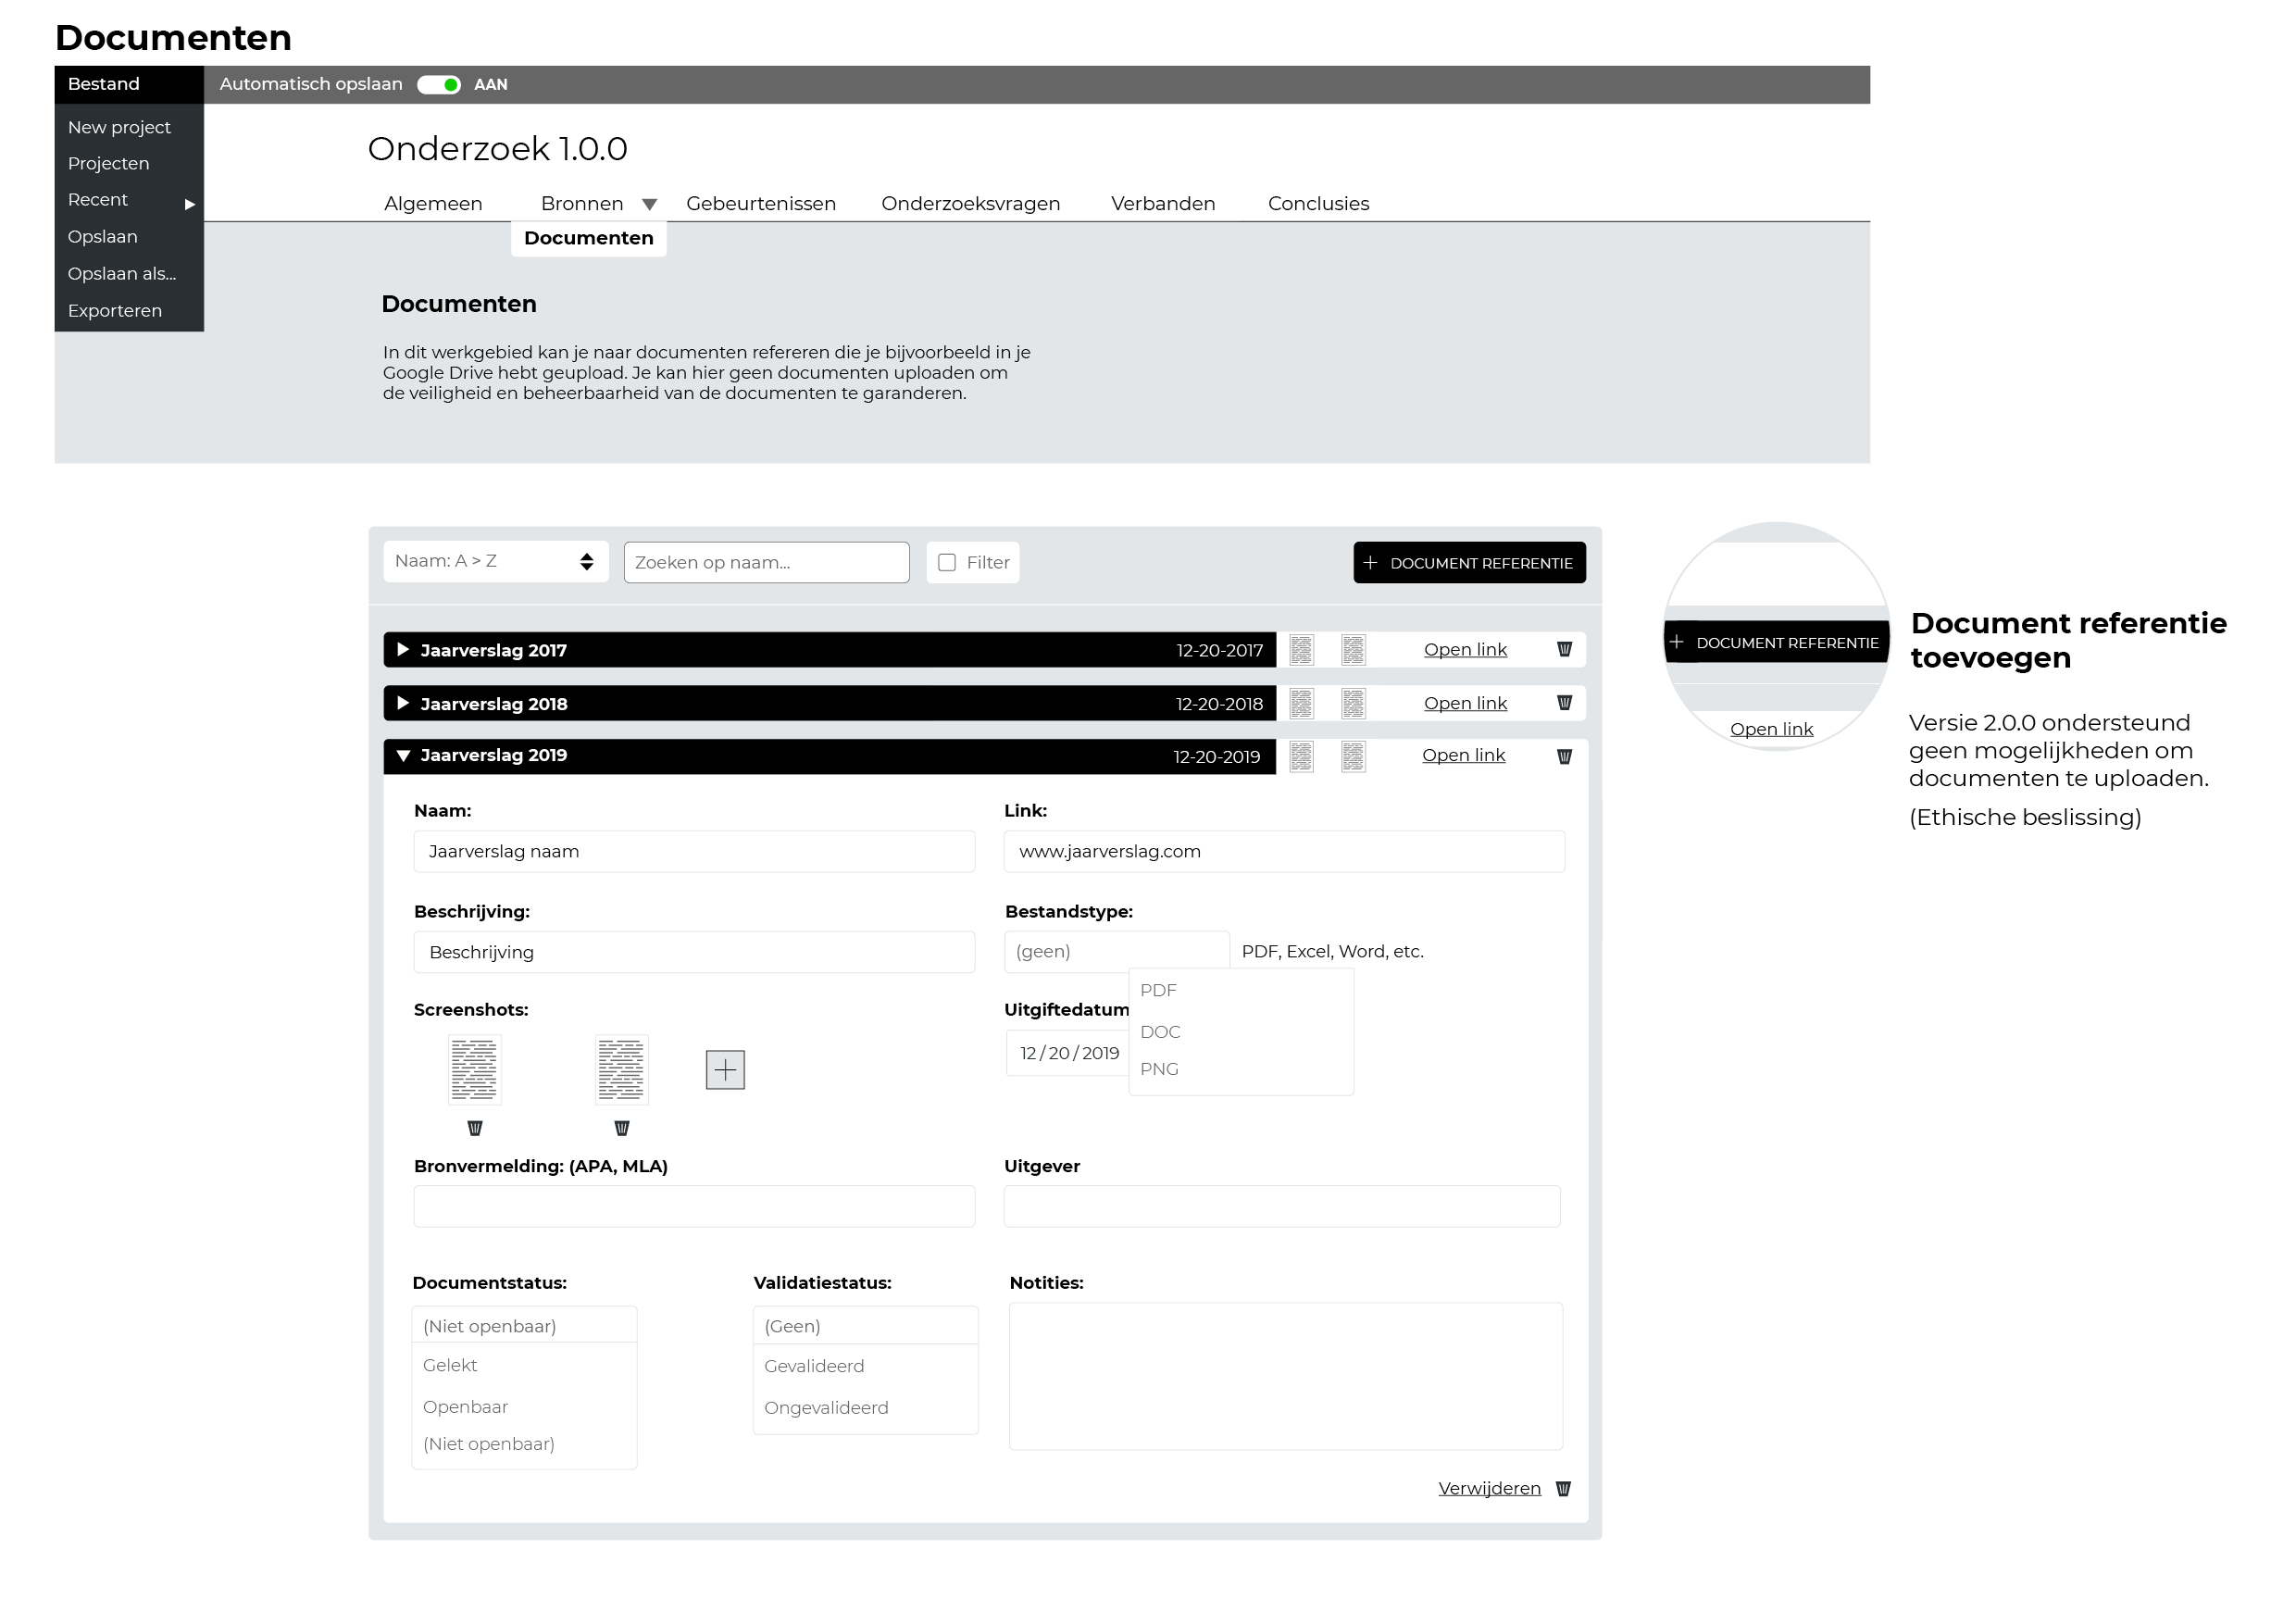 Documenten
Bestand
Automatisch opslaan AAN
New project
Projecten
Recent
Opslaan
Opslaan als...
Exporteren
Onderzoek 1.0.0
Algemeen Bronnen Gebeurtenissen Onderzoeksvragen Verbanden Conclusies
Documenten
Documenten
In dit werkgebied kan je naar documenten refereren die je bijvoorbeeld in je
Google Drive hebt geupload. Je kan hier geen documenten uploaden om
de veiligheid en beheerbaarheid van de documenten te garanderen.
Naam: A > Z Zoeken op naam... Filter + DOCUMENT REFERENTIE
Jaarverslag 2017 12-20-2017 Open link
Jaarverslag 2018 12-20-2018 Open link
Jaarverslag 2019 12-20-2019 Open link
Naam: Link:
Jaarverslag naam www.jaarverslag.com
Beschrijving: Bestandstype:
Beschrijving (geen) PDF, Excel, Word, etc.
PDF
DOC
PNG
Screenshots: Uitgiftedatum
12 / 20 / 2019
Bronvermelding: (APA, MLA) Uitgever
Documentstatus: Validatiestatus: Notities:
(Niet openbaar)
Gelekt
Openbaar
(Niet openbaar)
(Geen)
Gevalideerd
Ongevalideerd
Verwijderen
+ DOCUMENT REFERENTIE
Open link
Document referentie
toevoegen
Versie 2.0.0 ondersteund
geen mogelijkheden om
documenten te uploaden.
(Ethische beslissing)